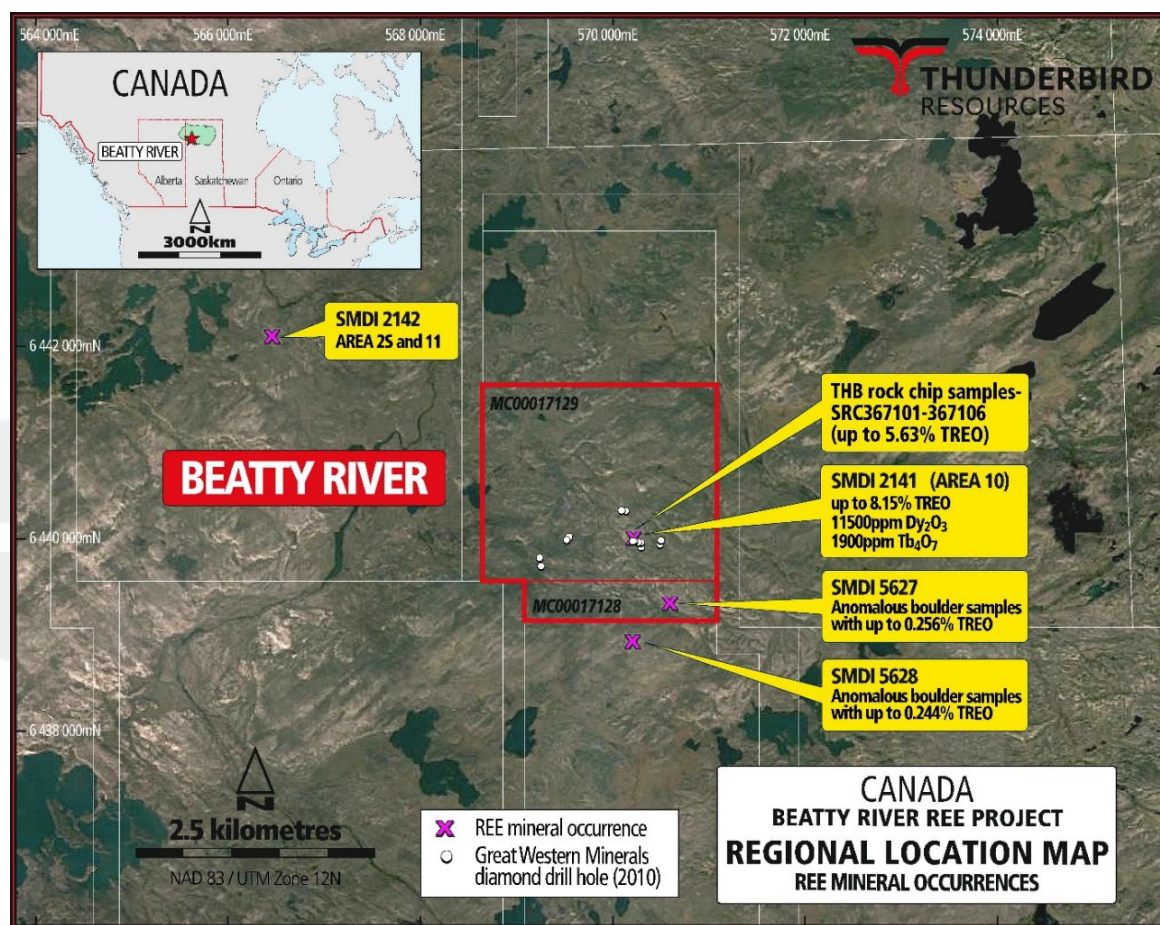 564 000mE
566 000mE
568 000mE
570 000mE
572 000mE
574 000mE
CANADA
BEATTY RIVER
Alberta
Saskatchewan
Ontario
N
3000km
THUNDERBIRD
RESOURCES
SMDI 2142
AREA 2S and 11
6 442 000mN
MC00017129
THB rock chip samples-
SRC367101-367106
(up to 5.63% TREO)
BEATTY RIVER
SMDI 2141 (AREA 10)
up to 8.15% TREO
11500ppm Dy₂O₃
1900ppm Tb₄O₇
6 440 000mN
SMDI 5627
Anomalous boulder samples
with up to 0.256% TREO
MC00017128
SMDI 5628
Anomalous boulder samples
with up to 0.244% TREO
6 438 000mN
N
2.5 kilometres
NAD 83 / UTM Zone 12N
REE mineral occurrence
Great Western Minerals
diamond drill hole (2010)
CANADA
BEATTY RIVER REE PROJECT
REGIONAL LOCATION MAP
REE MINERAL OCCURRENCES